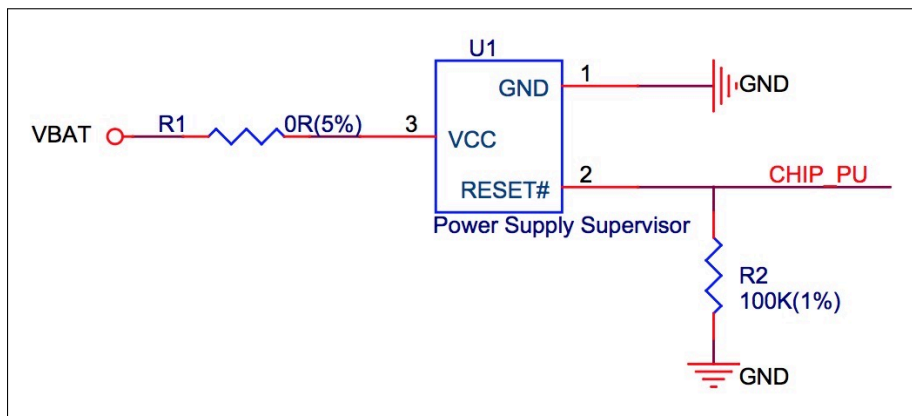 U1
1
GND
GND
R1
0R(5%)
3
VBAT
VCC
2
CHIP_PU
RESET#
Power Supply Supervisor
R2
100K(1%)
GND